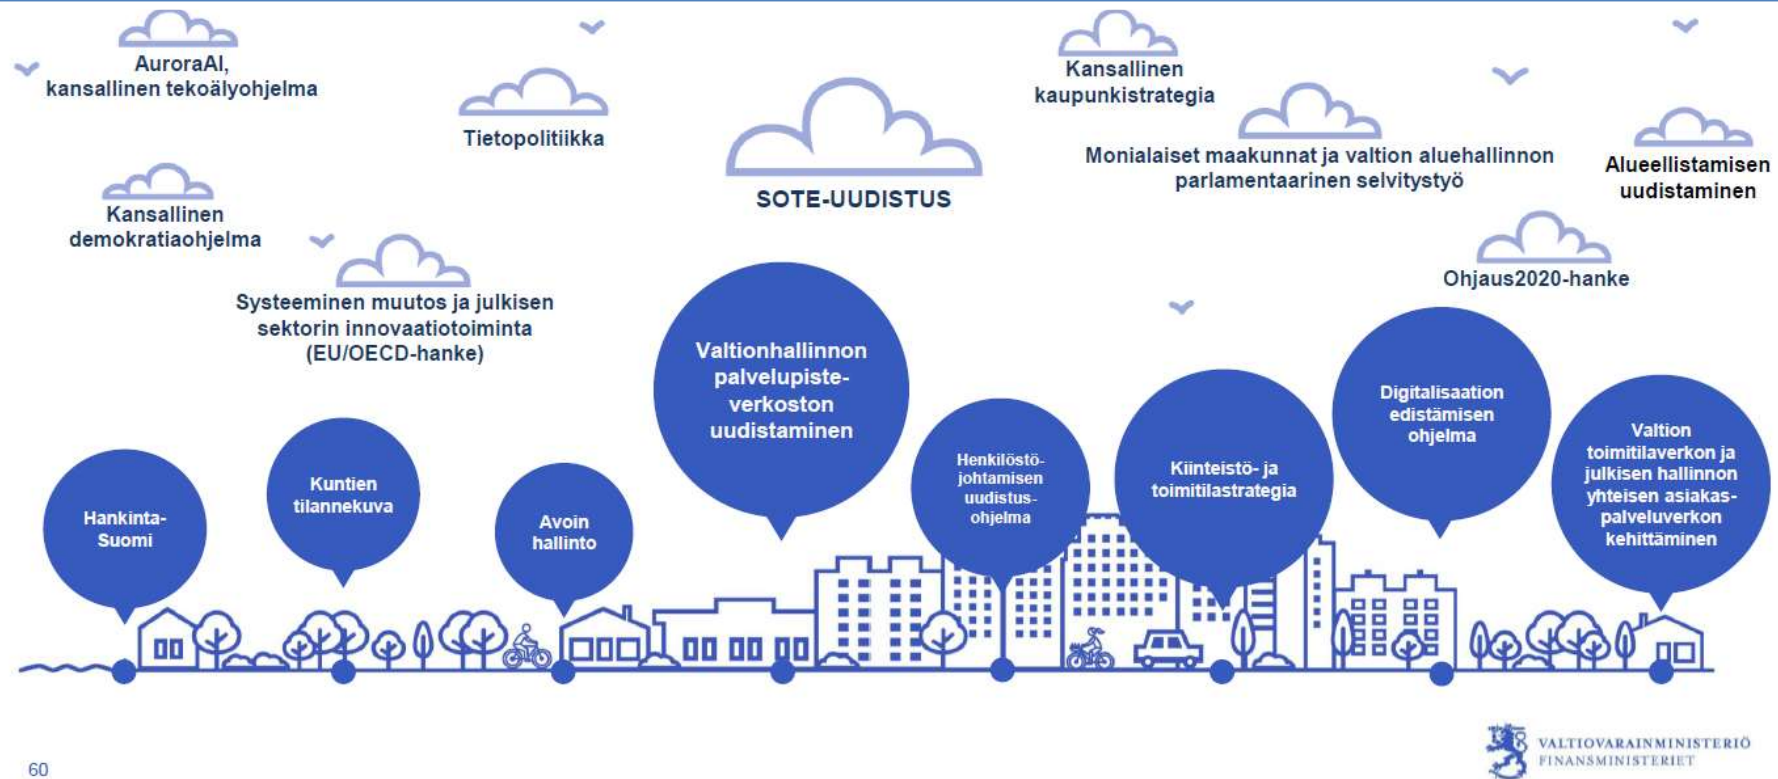 AuroraAI,
kansallinen tekoälyohjelma
Tietopolitiikka
SOTE-UUDISTUS
Kansallinen
kaupunkistrategia
Monialaiset maakunnat ja valtion aluehallinnon
parlamentaarinen selvitystyö
Alueellistamisen
uudistaminen
Kansallinen
demokratiaohjelma
Systeeminen muutos ja julkisen
sektorin innovaatiotoiminta
(EU/OECD-hanke)
Ohjaus2020-hanke
Hankinta-
Suomi
Kuntien
tilannekuva
Avoin
hallinto
Valtionhallinnon
palvelupiste-
verkoston
uudistaminen
Henkilöstö-
johtamisen
uudistus-
ohjelma
Kiinteistö- ja
toimitilastrategia
Digitalisaation
edistämisen
ohjelma
Valtion
toimitilaverkon ja
julkisen hallinnon
yhteisen asiakas-
palveluverkon
kehittäminen
60
VALTIOVARAINMINISTERIÖ
FINANSMINISTERIET